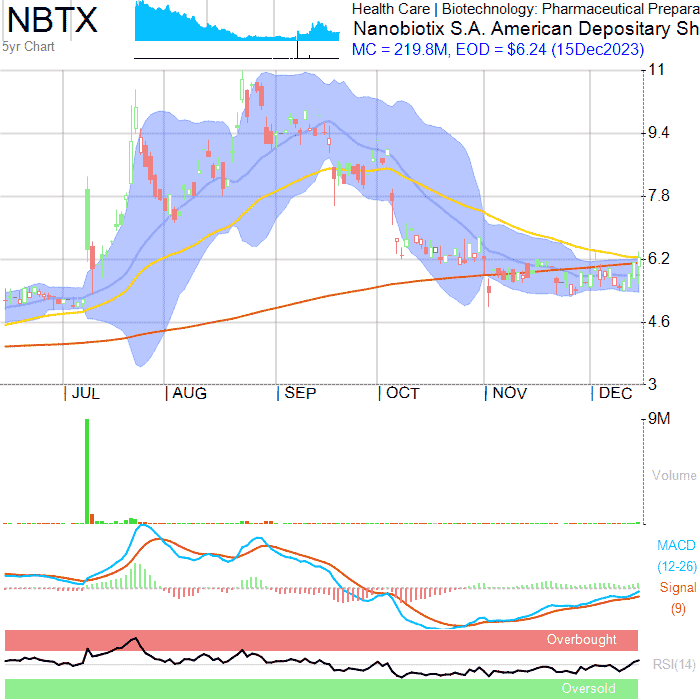 NBTX
5yr Chart
Health Care | Biotechnology: Pharmaceutical Prepara
Nanobiotix S.A. American Depositary Sh
MC = 219.8M, EOD = $6.24 (15Dec2023)
11
9.4
7.8
6.2
4.6
3
JUL AUG SEP OCT NOV DEC
9M
Volume
MACD
(12-26)
Signal
(9)
Overbought
RSI(14)
Oversold